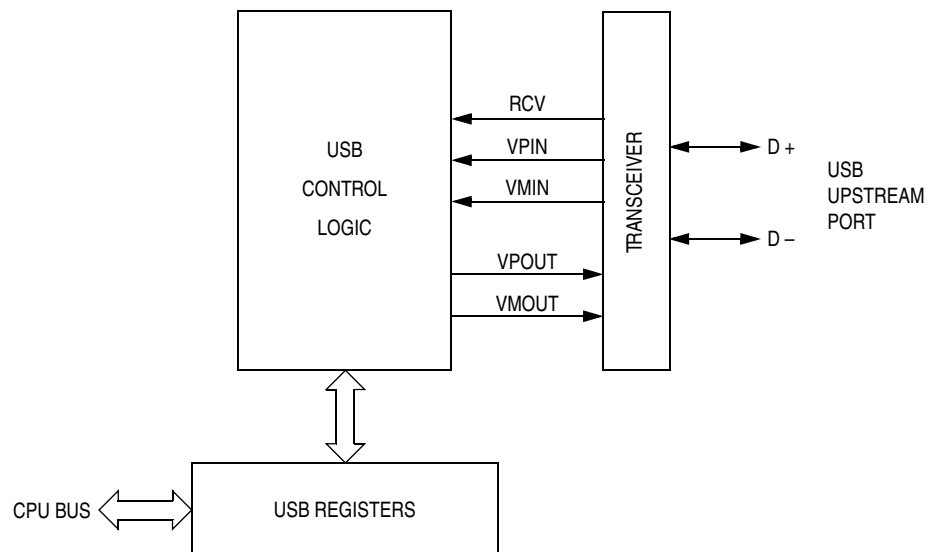 USB
CONTROL
LOGIC
RCV
VPIN
VMIN
VPOUT
VMOUT
TRANSCEIVER
D +
D –
USB
UPSTREAM
PORT
CPU BUS
USB REGISTERS